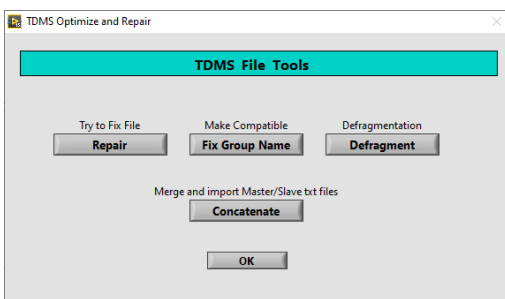 TDMS Optimize and Repair
TDMS File Tools
Try to Fix File
Make Compatible
Defragmentation
Repair
Fix Group Name
Defragment
Merge and import Master/Slave txt files
Concatenate
OK